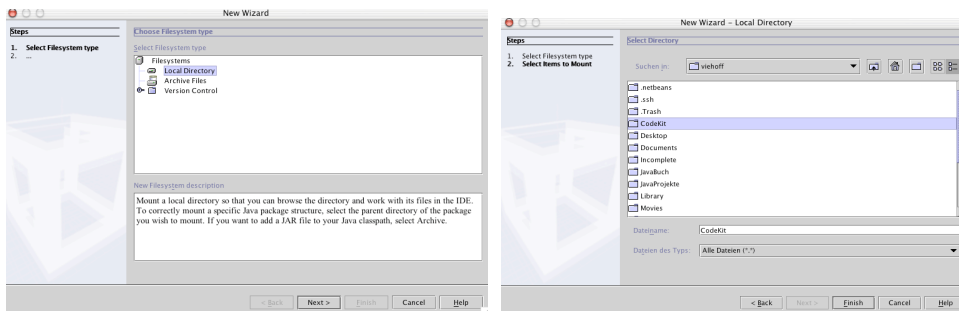 New Wizard
Steps
1. Select Filesystem type
2. ...
Choose Filesystem type
Select Filesystem type
Filesystems
Local Directory
Archive Files
Version Control
New Filesystem description
Mount a local directory so that you can browse the directory and work with its files in the IDE.
To correctly mount a specific Java package structure, select the parent directory of the package
you wish to mount. If you want to add a JAR file to your Java classpath, select Archive.
< Back Next > Finish Cancel Help
New Wizard – Local Directory
Steps
1. Select Filesystem type
2. Select Items to Mount
Select Directory
Suchen in: viehoff
.netbeans
.ssh
.Trash
CodeKit
Desktop
Documents
Incomplete
JavaBuch
JavaProjekte
Library
Movies
Dateiname: CodeKit
Dateien des Typs: Alle Dateien (*.*)
< Back Next > Finish Cancel Help